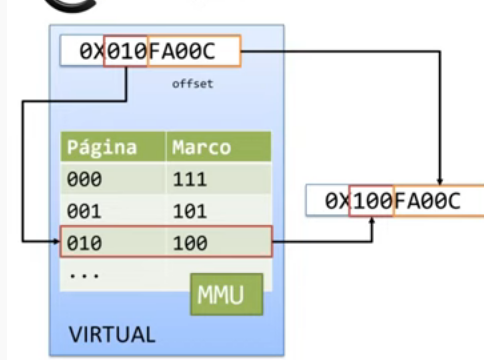 0X010FA00C
offset
Página Marco
000 111
001 101
010 100
...
MMU
VIRTUAL
0X100FA00C